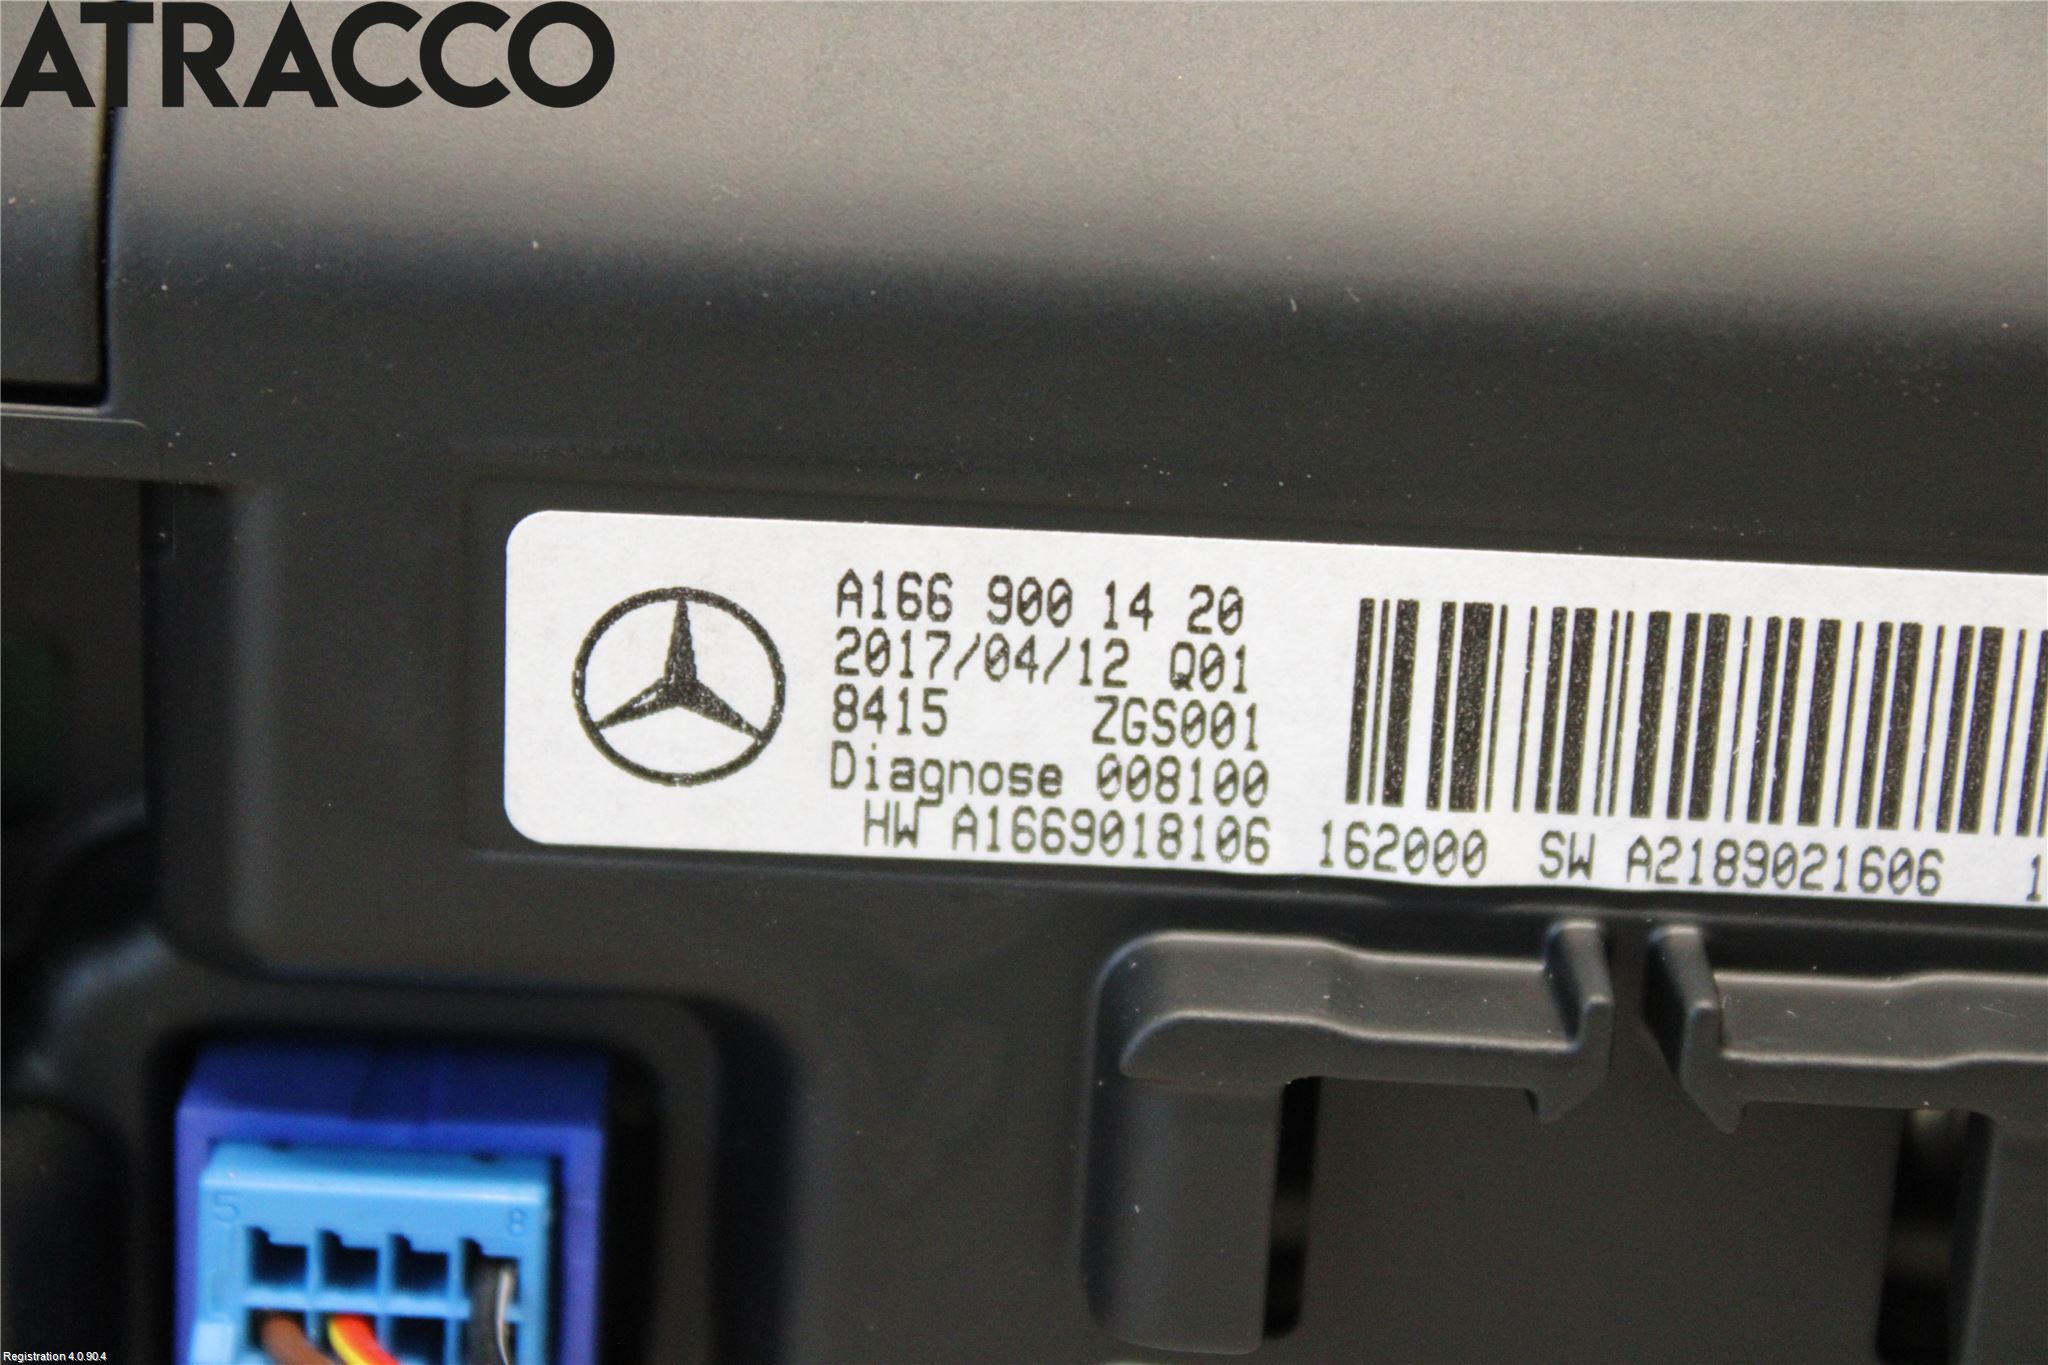 ATRACCO
A166 900 14 20
2017/04/12 Q01
8415 ZGS001
Diagnose 008100
HW A1669018106 162000 SW A2189021606 1
5 8
Registration 4.0.90.4